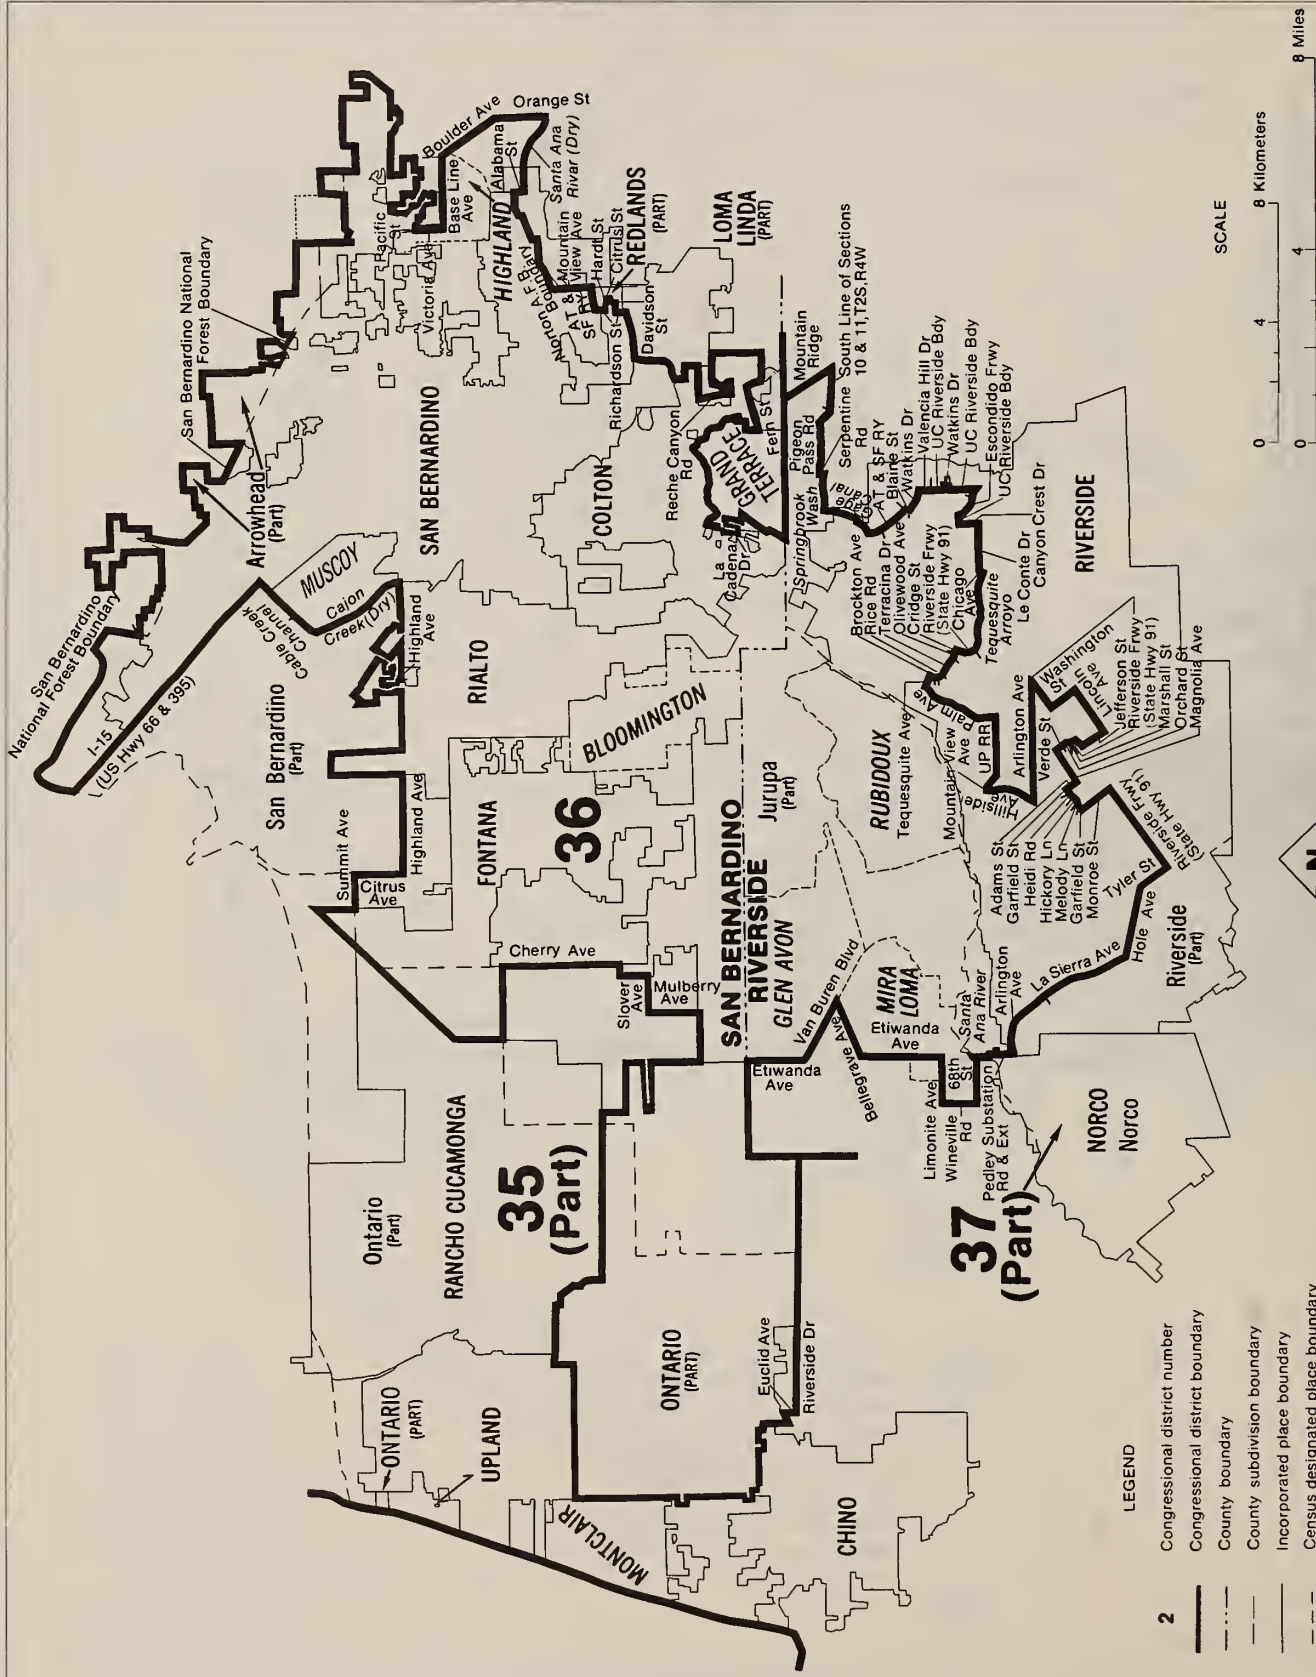 San Bernardino
National Forest Boundary
I-15
(US Hwy 66 & 395)
San Bernardino National
Forest Boundary
Arrowhead
(Part)
Cable Creek
Channel
MUSCOY
Cajon
Creek (Dry)
Highland
Ave
San Bernardino
(Part)
SAN BERNARDINO
RIALTO
Summit Ave
Citrus
Ave
Highland Ave
FONTANA
36
BLOOMINGTON
COLTON
Pacific
St
Victoria Ave
Base Line
Ave
Boulder Ave
Orange St
Alabama
St
HIGHLAND
Santa Ana
Rivar (Dry)
Norton A.F.B.
Boundary
AT &
SF RY
Mountain
View Ave
Hardt St
Citrus St
REDLANDS
(PART)
Richardson St
Davidson
St
LOMA
LINDA
(PART)
Reche Canyon
Rd
GRAND
TERRACE
Fern St
La
Cadena
Dr
Mountain
Ridge
Pigeon
Pass Rd
South Line of Sections
10 & 11,T2S,R4W
Serpentine
Rd
Springbrook
Wash
Gage
Canal
AT & SF RY
Blaine St
Watkins Dr
Valencia Hill Dr
UC Riverside Bdy
Watkins Dr
UC Riverside Bdy
Escondido Frwy
UC Riverside Bdy
Canyon Crest Dr
Le Conte Dr
Brockton Ave
Rice Rd
Terracina Dr
Olivewood Ave
Cridge St
Riverside Frwy
(State Hwy 91)
Chicago
Ave
Tequesquite
Arroyo
RIVERSIDE
Cherry Ave
Slover
Ave
Mulberry
Ave
SAN BERNARDINO
RIVERSIDE
Jurupa
(Part)
GLEN AVON
RUBIDOUX
Tequesquite Ave
Palm Ave
Mountain View
Ave
UP RR
Hillside
Ave
Arlington Ave
Verde St
Washington
St
Lincoln
Ave
Jefferson St
Riverside Frwy
(State Hwy 91)
Marshall St
Orchard St
Magnolia Ave
Adams St
Garfield St
Heidi Rd
Hickory Ln
Melody Ln
Garfield St
Monroe St
Riverside Frwy
(State Hwy 91)
Tyler St
Hole Ave
La Sierra Ave
Riverside
(Part)
Van Buren Blvd
MIRA
LOMA
Etiwanda
Ave
Bellegrave Ave
Etiwanda
Ave
Santa
Ana River
Arlington
Ave
Limonite Ave
68th
St
Wineville
Rd
Pedley Substation
Rd & Ext
37
(Part)
NORCO
Norco
Ontario
(Part)
RANCHO CUCAMONGA
35
(Part)
ONTARIO
(PART)
UPLAND
ONTARIO
(PART)
Euclid Ave
Riverside Dr
MONTCLAIR
CHINO
SCALE
0 4 8 Kilometers
0 4 8 Miles
N
LEGEND
2 Congressional district number
Congressional district boundary
County boundary
County subdivision boundary
Incorporated place boundary
Census designated place boundary